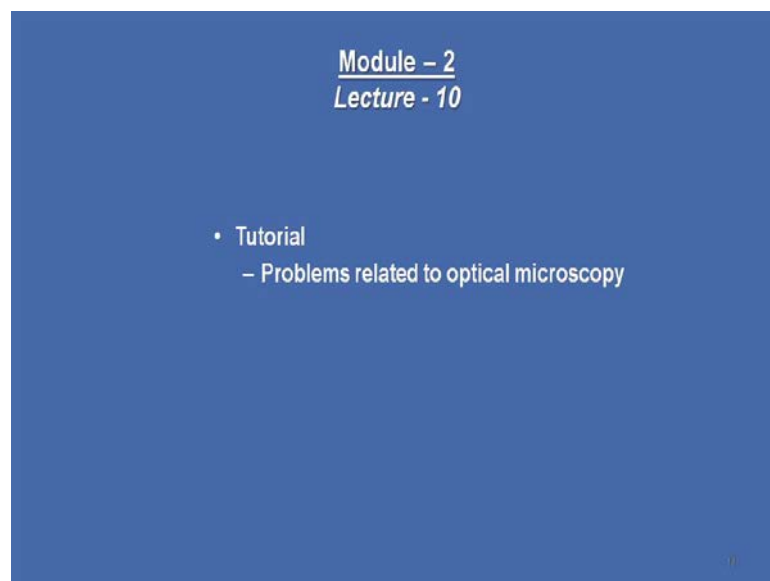 Module – 2
Lecture - 10
• Tutorial
– Problems related to optical microscopy